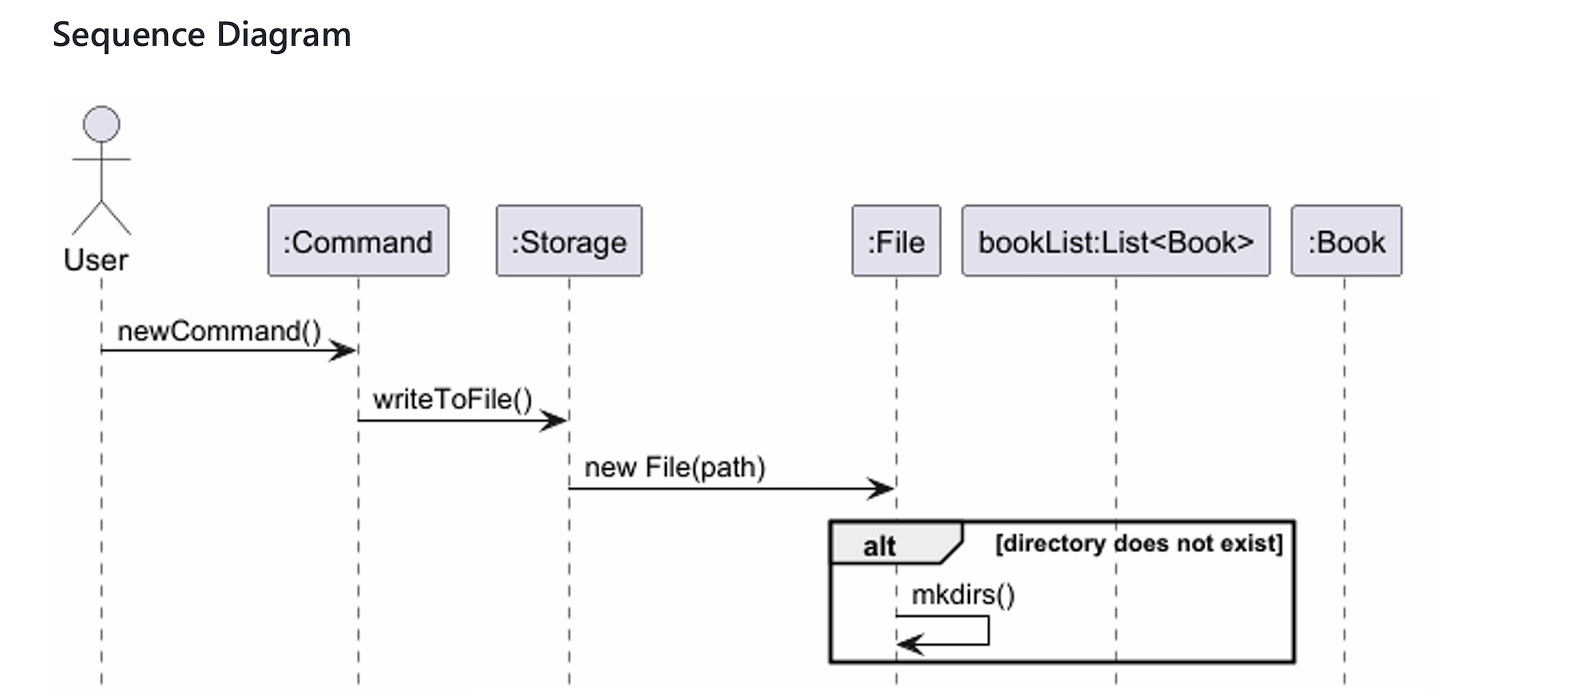 Sequence Diagram
User
:Command
:Storage
:File
bookList:List<Book>
:Book
newCommand()
writeToFile()
new File(path)
alt
[directory does not exist]
mkdirs()